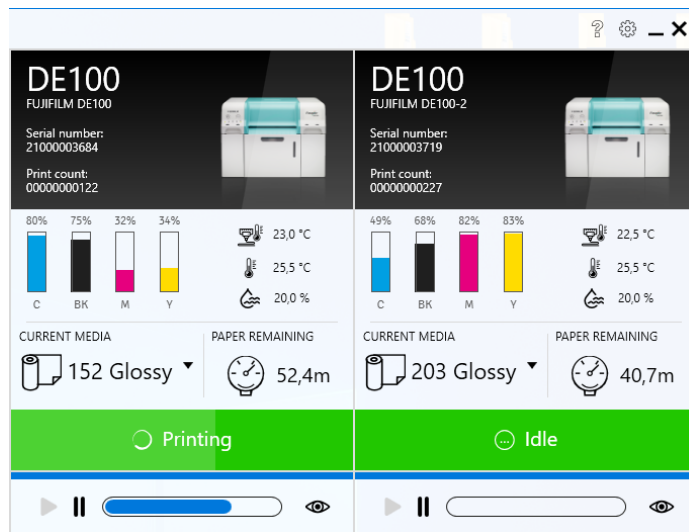 DE100
FUJIFILM DE100
Serial number:
21000003684
Print count:
00000000122
80% 75% 32% 34%
C BK M Y
23,0 °C
25,5 °C
20,0 %
CURRENT MEDIA
152 Glossy
PAPER REMAINING
52,4m
Printing
DE100
FUJIFILM DE100-2
Serial number:
21000003719
Print count:
00000000227
49% 68% 82% 83%
C BK M Y
22,5 °C
25,5 °C
20,0 %
CURRENT MEDIA
203 Glossy
PAPER REMAINING
40,7m
Idle